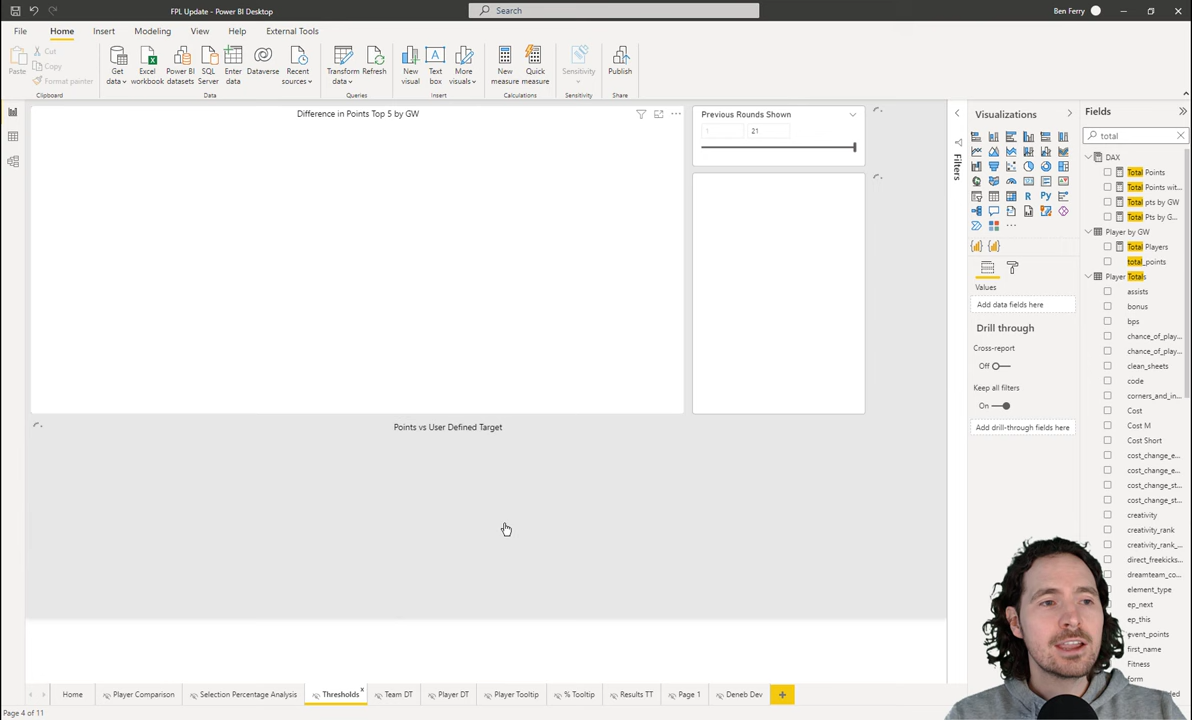 FPL Update - Power BI Desktop
Search
Ben Ferry
File
Home
Insert
Modeling
View
Help
External Tools
Paste
Cut
Copy
Format painter
Clipboard
Get data
Excel workbook
Power BI datasets
SQL Server
Enter data
Dataverse
Recent sources
Data
Transform data
Refresh
Queries
New visual
Text box
More visuals
Insert
New measure
Quick measure
Calculations
Sensitivity
Sensitivity
Publish
Share
Difference in Points Top 5 by GW
Previous Rounds Shown
1
21
Points vs User Defined Target
Filters
Visualizations
Values
Add data fields here
Drill through
Cross-report
Off
Keep all filters
On
Add drill-through fields here
Fields
total
DAX
Total Points
Total Points wit...
Total pts by GW
Total Pts by G...
Player by GW
Total Players
total_points
Player Totals
assists
bonus
bps
chance_of_play...
chance_of_play...
clean_sheets
code
corners_and_in...
Cost
Cost M
Cost Short
cost_change_e...
cost_change_e...
cost_change_st...
cost_change_st...
creativity
creativity_rank
creativity_rank_...
direct_freekicks...
dreamteam_co...
element_type
ep_next
ep_this
event_points
first_name
Fitness
form
Home
Player Comparison
Selection Percentage Analysis
Thresholds
Team DT
Player DT
Player Tooltip
% Tooltip
Results TT
Page 1
Deneb Dev
Page 4 of 11